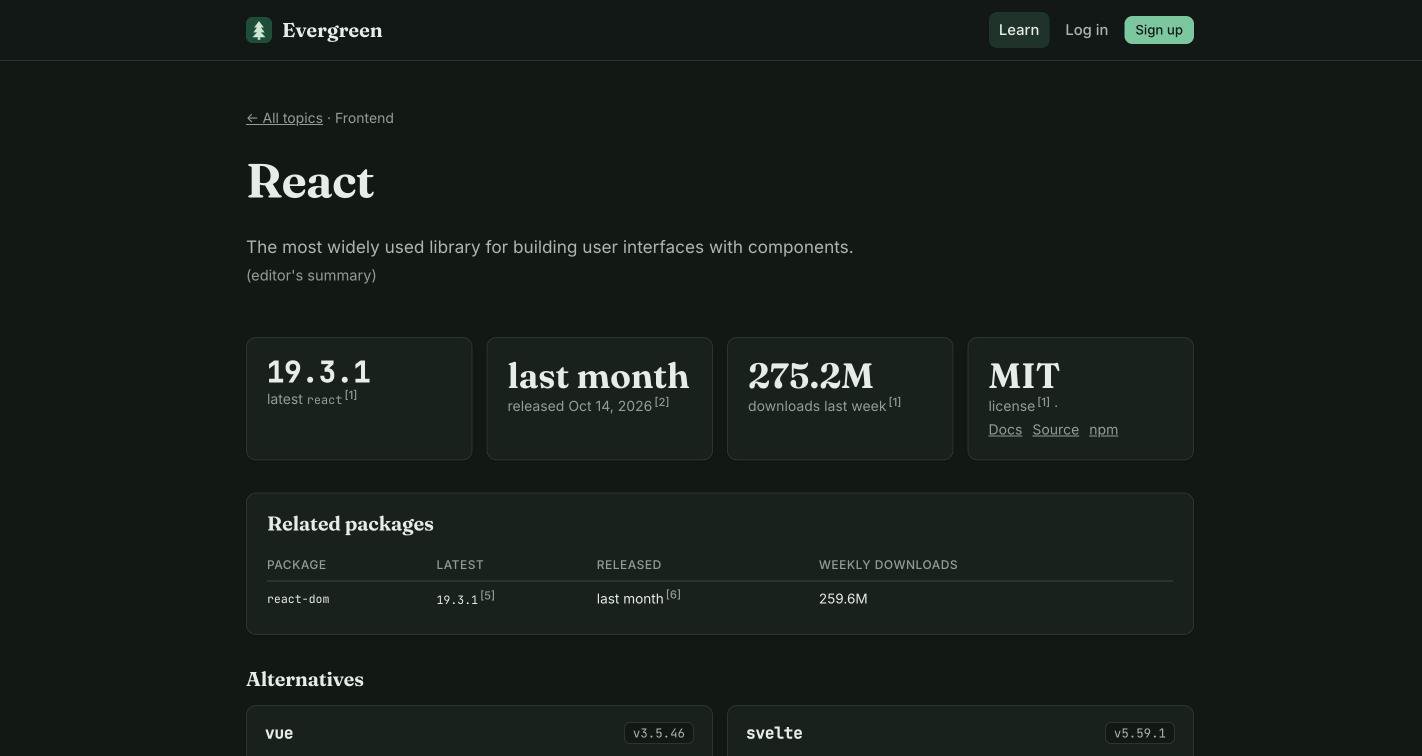 Evergreen
Learn
Log in
Sign up
← All topics · Frontend
React
The most widely used library for building user interfaces with components.
(editor's summary)
19.3.1
latest react[1]
last month
released Oct 14, 2026[2]
275.2M
downloads last week[1]
MIT
license[1] ·
Docs Source npm
Related packages
PACKAGE LATEST RELEASED WEEKLY DOWNLOADS
react-dom 19.3.1[5] last month[6] 259.6M
Alternatives
vue v3.5.46
svelte v5.59.1